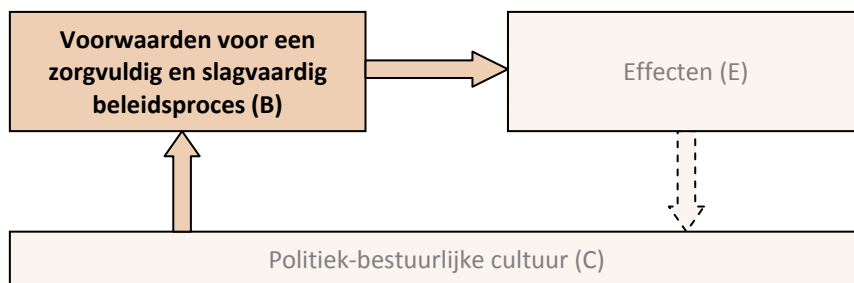 Voorwaarden voor een
zorgvuldig en slagvaardig
beleidsproces (B)
Effecten (E)
Politiek-bestuurlijke cultuur (C)